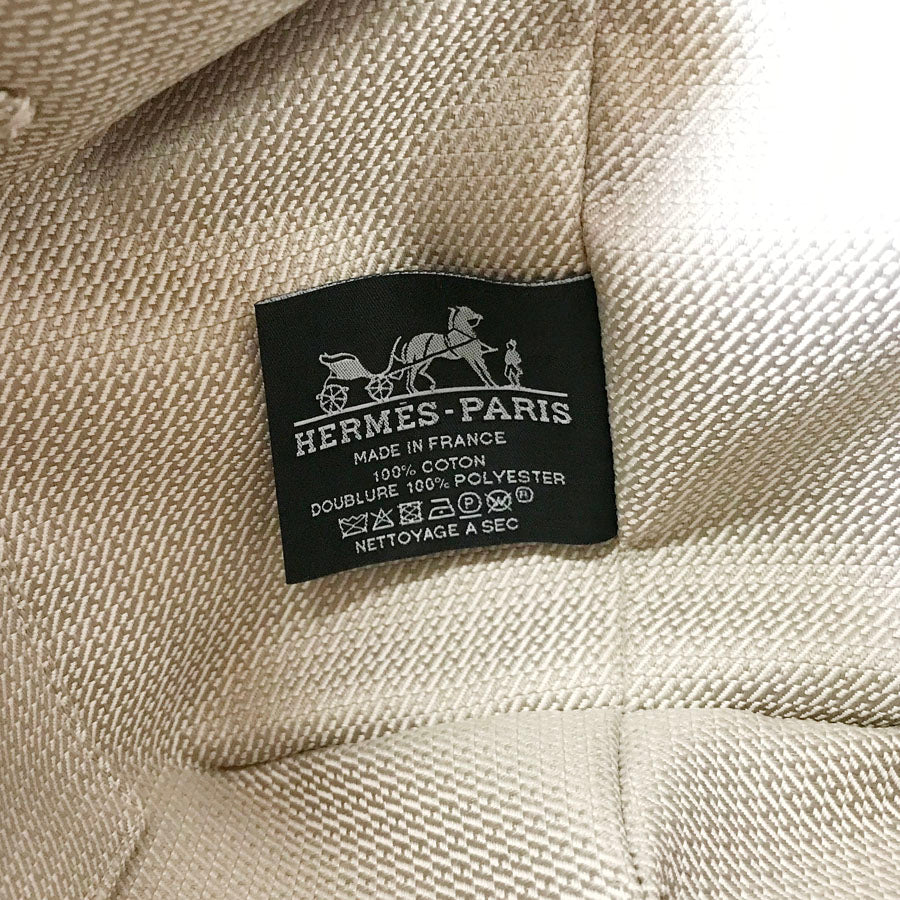 HERMÈS-PARIS
MADE IN FRANCE
100% COTON
DOUBLURE 100% POLYESTER
P R
NETTOYAGE A SEC